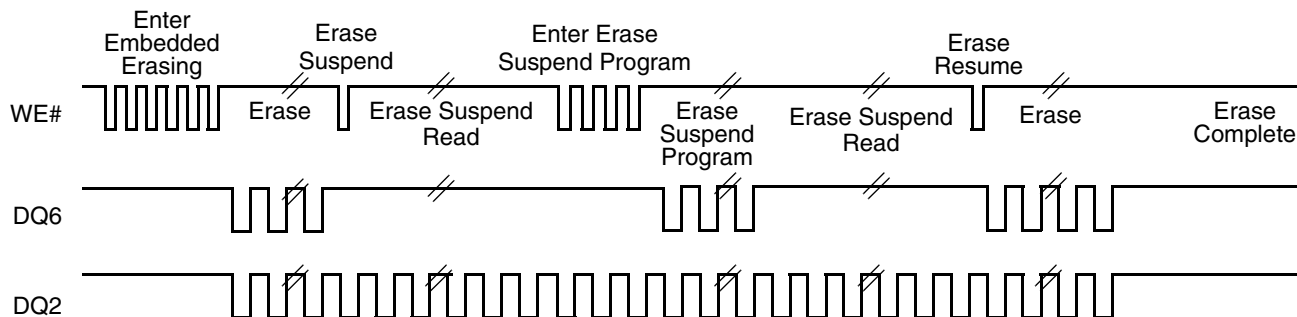 Enter
Embedded
Erasing
Erase
Suspend
Enter Erase
Suspend Program
Erase
Resume
WE#
Erase
Erase Suspend
Read
Erase
Suspend
Program
Erase Suspend
Read
Erase
Erase
Complete
DQ6
DQ2